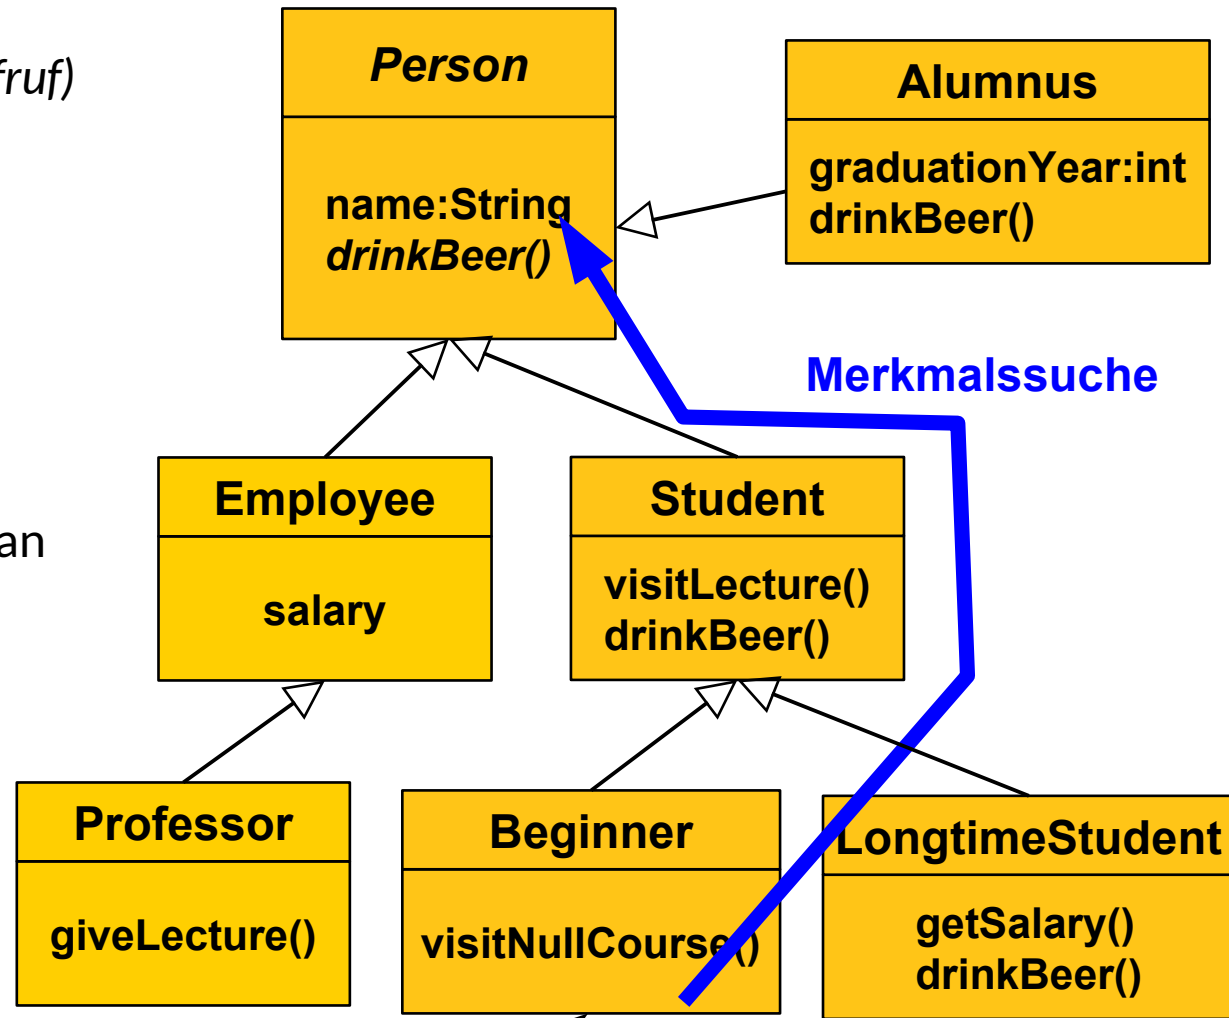 fruf)
Person
name:String
drinkBeer()
Alumnus
graduationYear:int
drinkBeer()
Merkmalssuche
an
Employee
salary
Student
visitLecture()
drinkBeer()
Professor
giveLecture()
Beginner
visitNullCourse()
LongtimeStudent
getSalary()
drinkBeer()